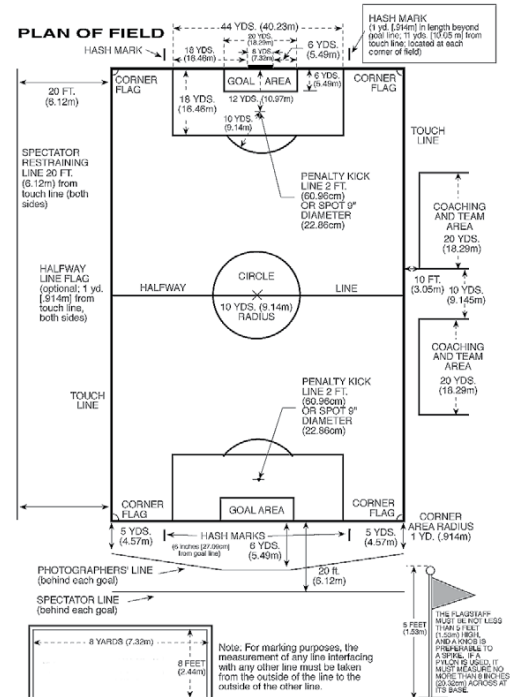 PLAN OF FIELD
HASH MARK
44 YDS. (40.23m)
20 YDS.
(18.29m)
8 YDS.
(7.32m)
6 YDS.
(5.49m)
18 YDS.
(16.46m)
HASH MARK
(1 yd. [.914m] in length beyond
goal line; 11 yds. [10.05 m] from
touch line; located at each
corner of field)
CORNER
FLAG
GOAL AREA
6 YDS.
(5.49m)
CORNER
FLAG
20 FT.
(6.12m)
18 YDS.
(16.46m)
12 YDS. (10.97m)
10 YDS.
(9.14m)
TOUCH
LINE
SPECTATOR
RESTRAINING
LINE 20 FT.
(6.12m) from
touch line (both
sides)
PENALTY KICK
LINE 2 FT.
(60.96cm)
OR SPOT 9"
DIAMETER
(22.86cm)
COACHING
AND TEAM
AREA
20 YDS.
(18.29m)
HALFWAY
LINE FLAG
(optional; 1 yd.
[.914m] from
touch line,
both sides)
CIRCLE
HALFWAY
LINE
10 YDS. (9.14m)
RADIUS
10 FT.
(3.05m)
10 YDS.
(9.145m)
COACHING
AND TEAM
AREA
20 YDS.
(18.29m)
TOUCH
LINE
PENALTY KICK
LINE 2 FT.
(60.96cm)
OR SPOT 9"
DIAMETER
(22.86cm)
CORNER
FLAG
GOAL AREA
CORNER
FLAG
CORNER
AREA RADIUS
1 YD. (.914m)
5 YDS.
(4.57m)
HASH MARKS
(6 inches [27.09cm]
from goal line)
6 YDS.
(5.49m)
5 YDS.
(4.57m)
PHOTOGRAPHERS' LINE
(behind each goal)
20 ft.
(6.12m)
SPECTATOR LINE
(behind each goal)
5 FEET
(1.53m)
THE FLAGSTAFF
MUST BE NOT LESS
THAN 5 FEET
(1.53m) HIGH,
AND A KNOB IS
PREFERABLE TO
A SPIKE. IF A
PYLON IS USED, IT
MUST MEASURE NO
MORE THAN 8 INCHES
(20.32cm) ACROSS AT
ITS BASE.
8 YARDS (7.32m)
8 FEET
(2.44m)
Note: For marking purposes, the
measurement of any line interfacing
with any other line must be taken
from the outside of the line to the
outside of the other line.